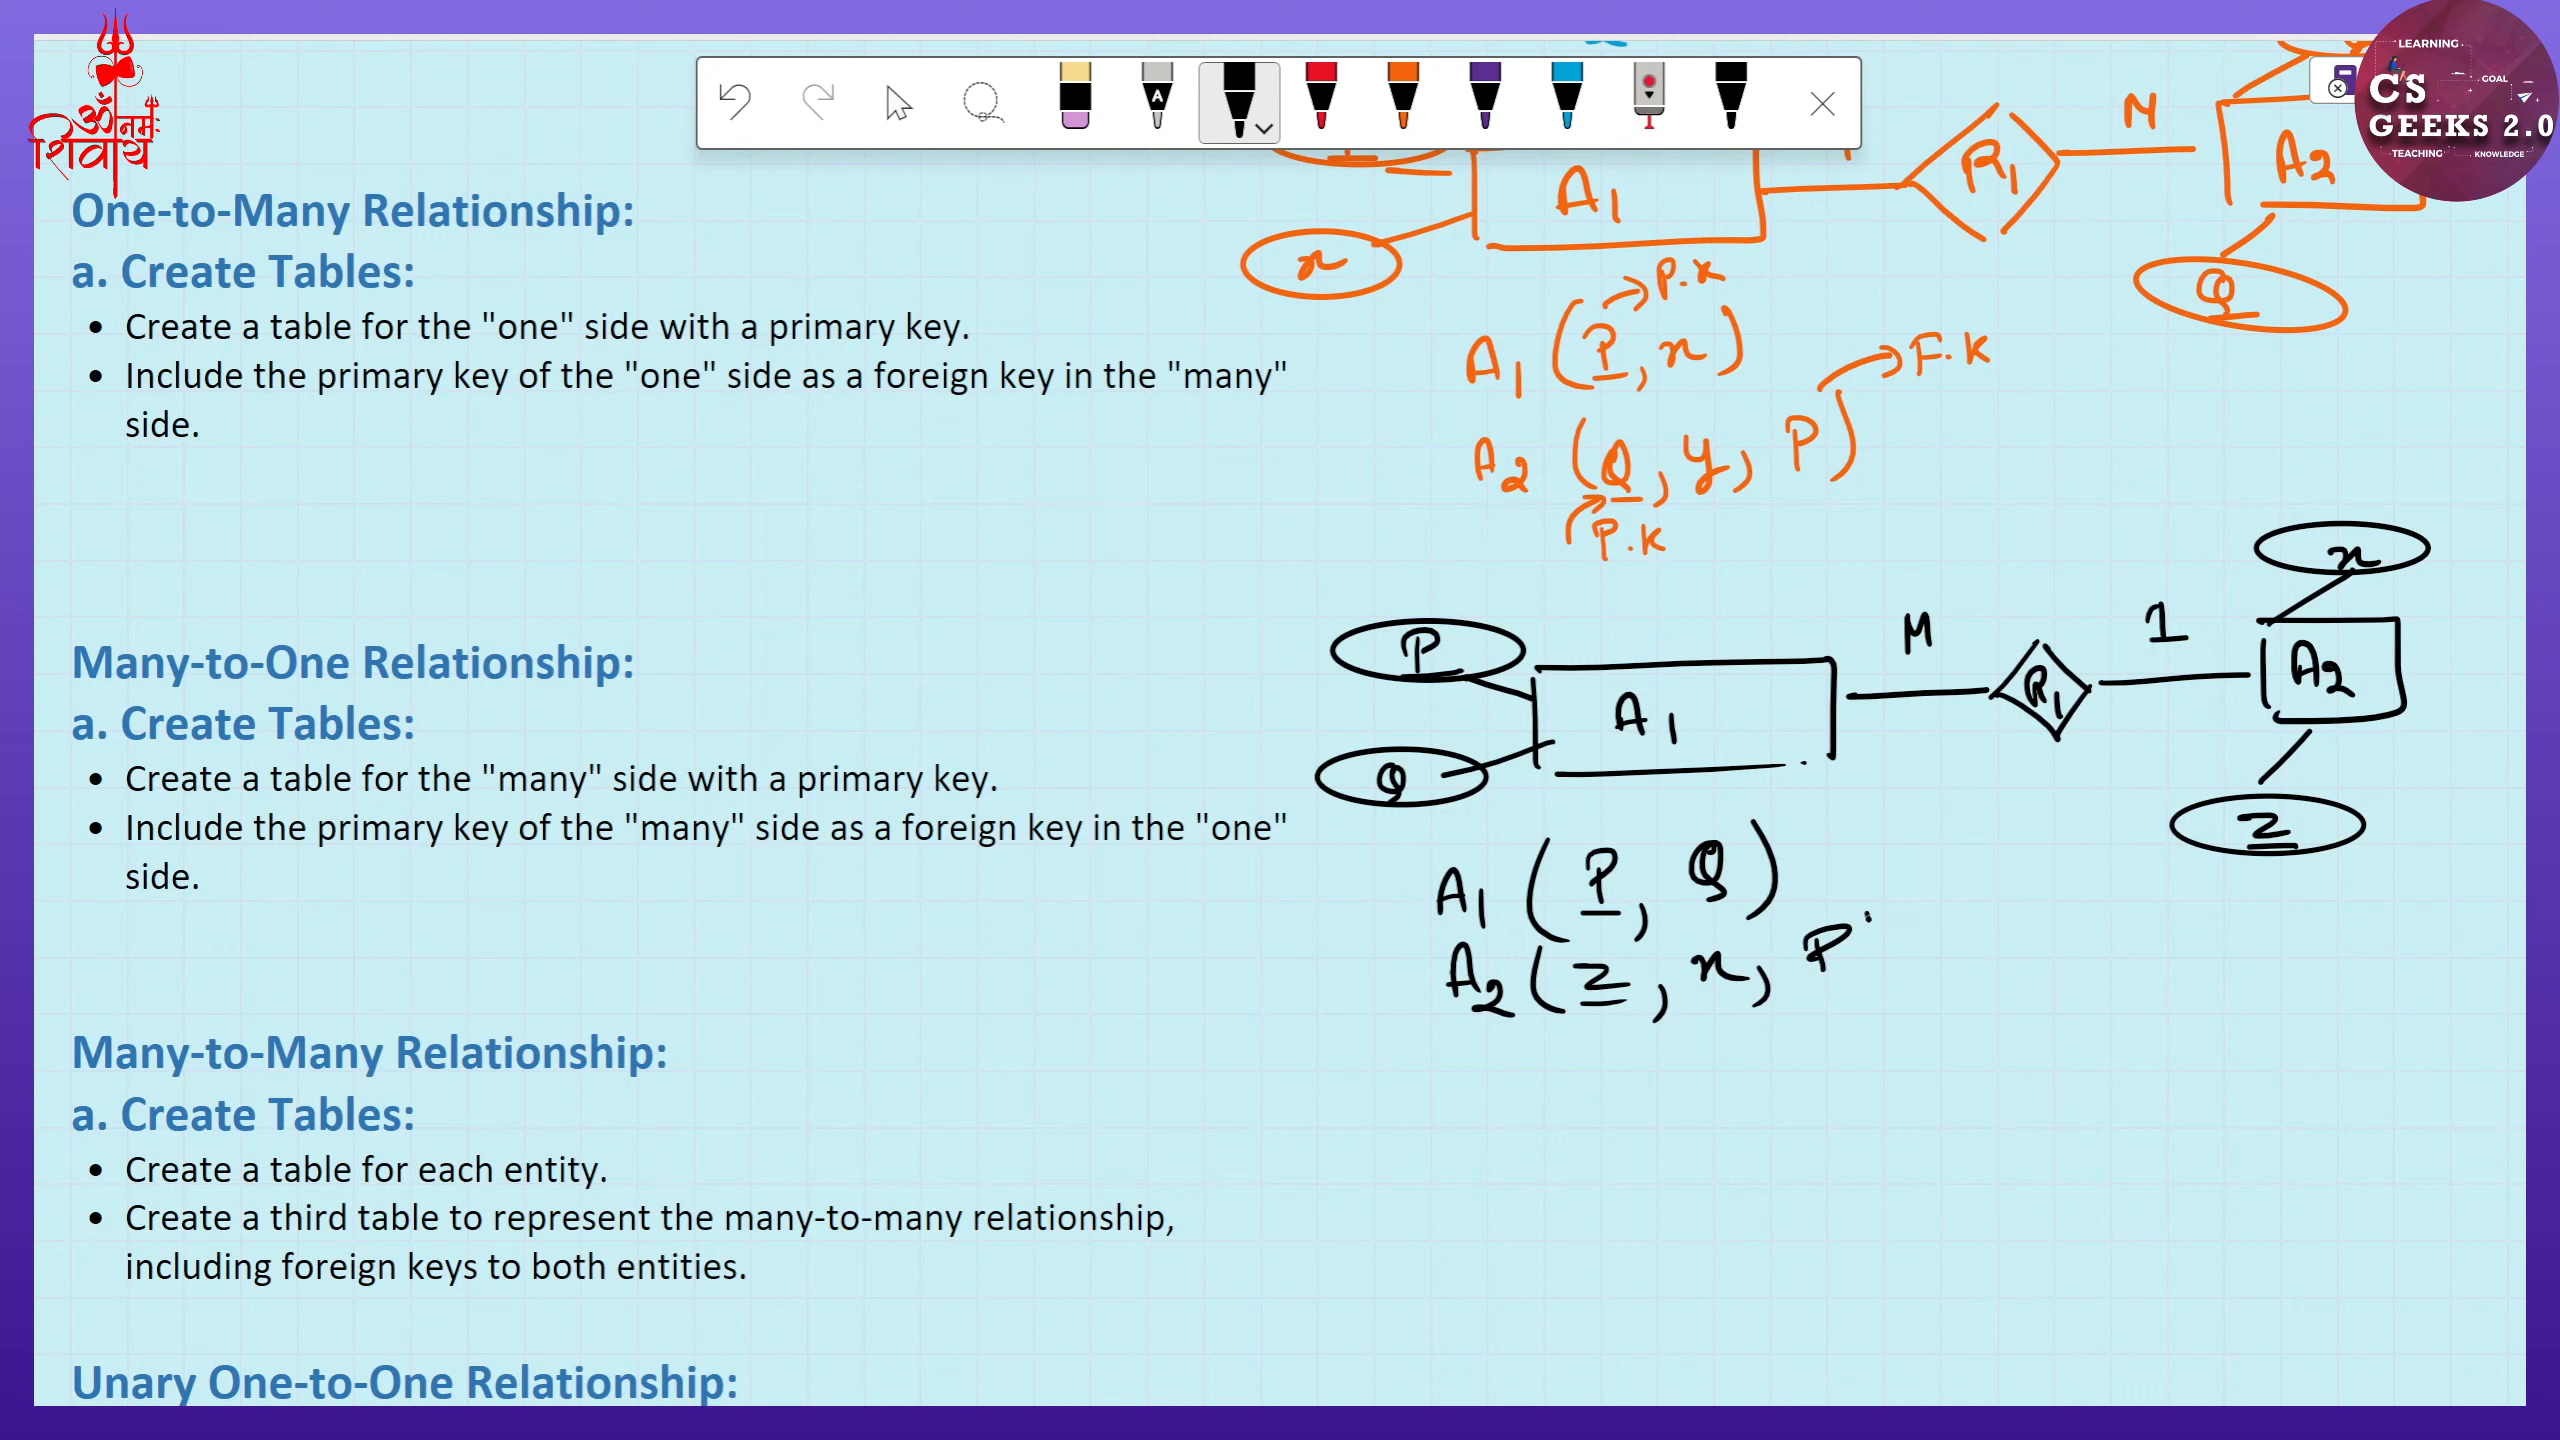 ॐ नमः
शिवाय
LEARNING
GOAL
CS
GEEKS 2.0
TEACHING
KNOWLEDGE
A
One-to-Many Relationship:
a. Create Tables:
• Create a table for the "one" side with a primary key.
• Include the primary key of the "one" side as a foreign key in the "many"
side.
A1
R1
M
A2
x
Q
P.K
A1 (P, x)
F.K
A2 (Q, y, P)
P.K
Many-to-One Relationship:
a. Create Tables:
• Create a table for the "many" side with a primary key.
• Include the primary key of the "many" side as a foreign key in the "one"
side.
x
P
M
1
A1
R1
A2
Q
Z
A1 (P, Q)
A2 (Z, x, P
Many-to-Many Relationship:
a. Create Tables:
• Create a table for each entity.
• Create a third table to represent the many-to-many relationship,
including foreign keys to both entities.
Unary One-to-One Relationship: